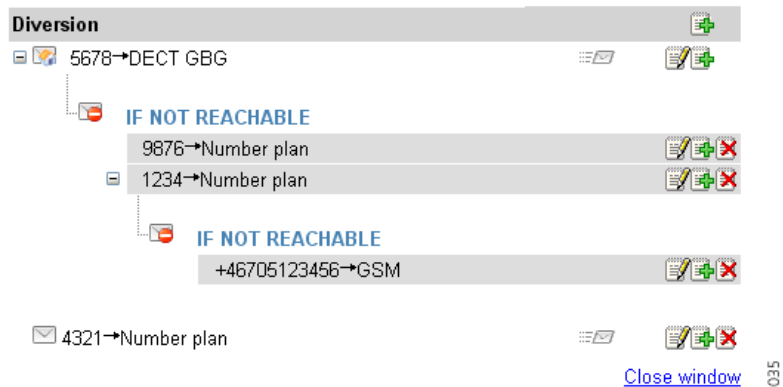 Diversion
5678→DECT GBG
IF NOT REACHABLE
9876→Number plan
1234→Number plan
IF NOT REACHABLE
+46705123456→GSM
4321→Number plan
Close window
035